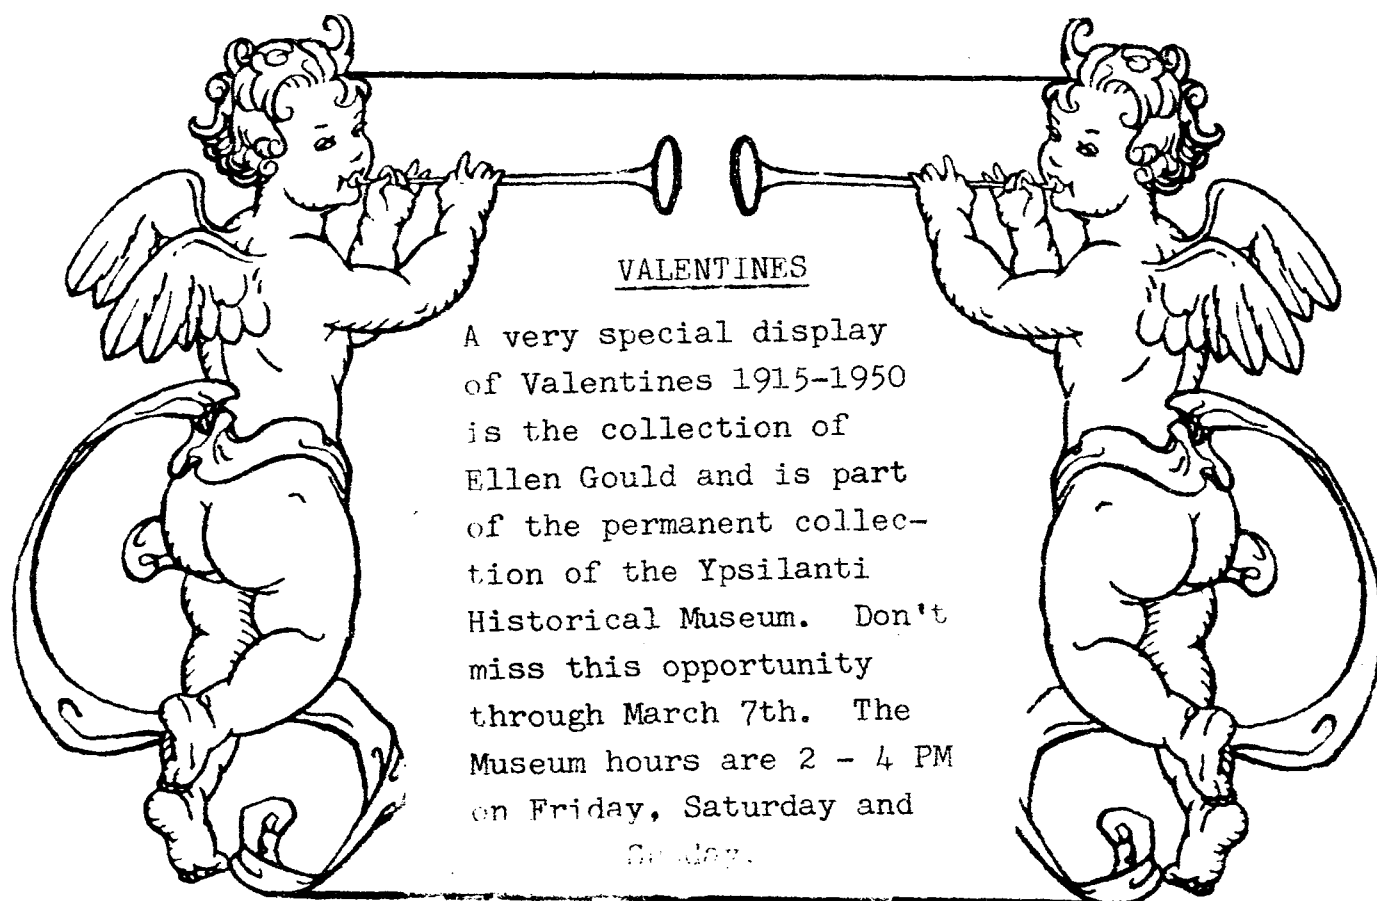 VALENTINES
A very special display
of Valentines 1915-1950
is the collection of
Ellen Gould and is part
of the permanent collec-
tion of the Ypsilanti
Historical Museum.  Don't
miss this opportunity
through March 7th.  The
Museum hours are 2 - 4 PM
on Friday, Saturday and
Sunday.